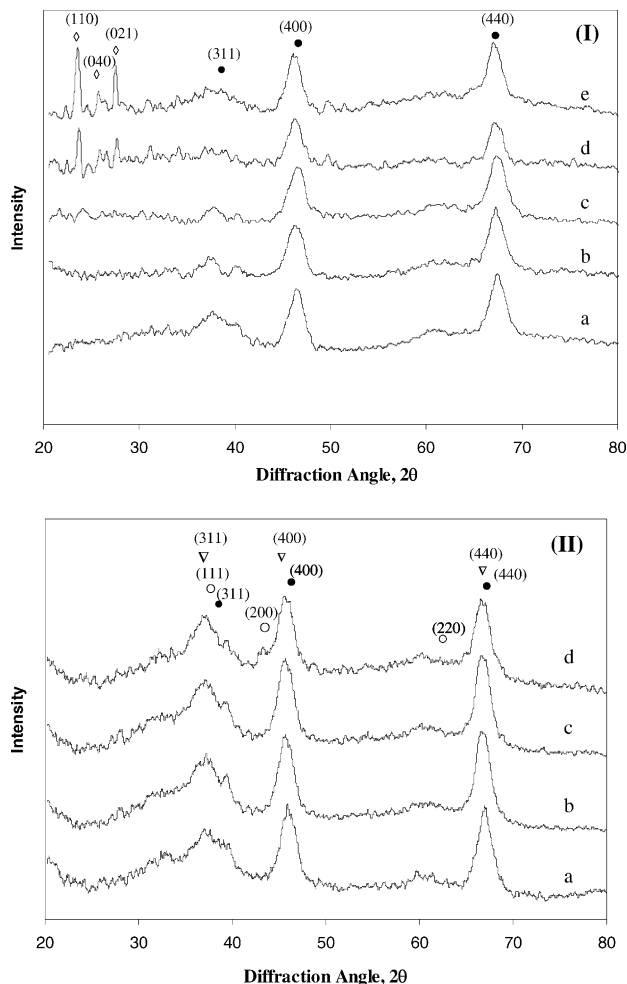 (110)
(040)
(021)
(311)
(400)
(440)
(I)
e
d
c
b
a
Intensity
20 30 40 50 60 70 80
Diffraction Angle, 2θ
(311)
(400)
(440)
(II)
(111)
(311)
(400)
(440)
(200)
(220)
d
c
b
a
Intensity
20 30 40 50 60 70 80
Diffraction Angle, 2θ